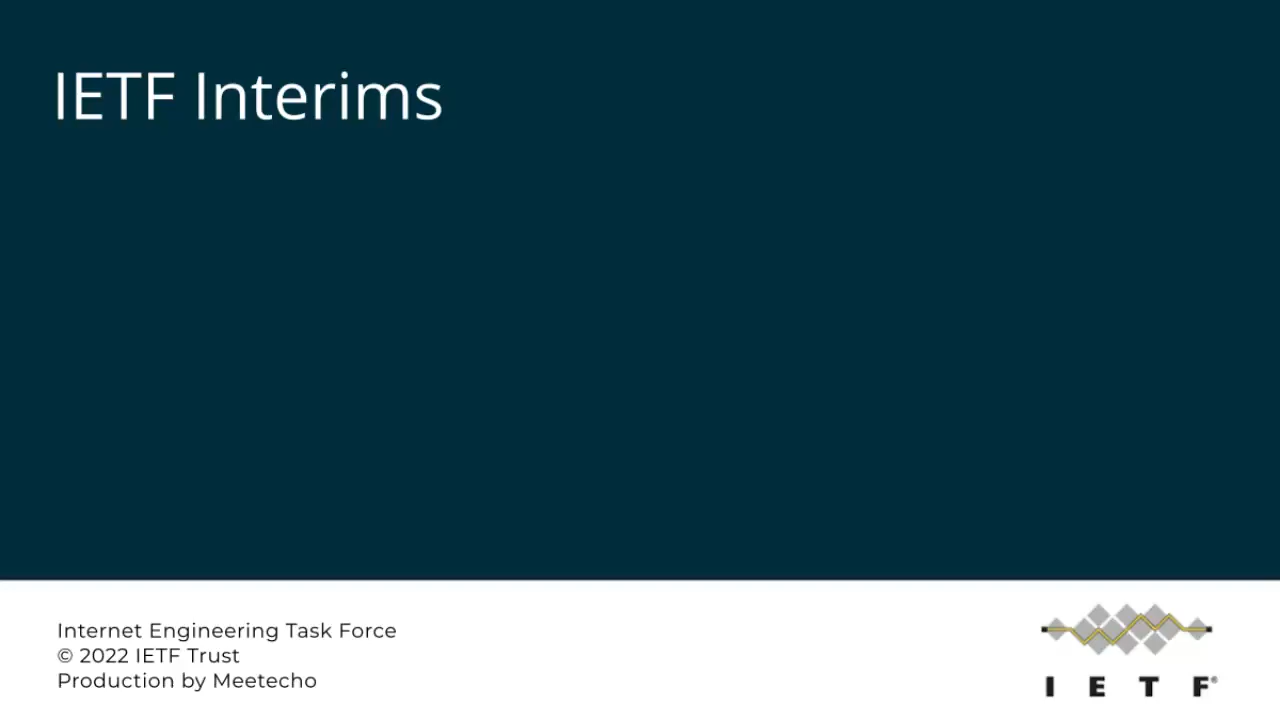 IETF Interims
Internet Engineering Task Force
© 2022 IETF Trust
Production by Meetecho
I E T F®